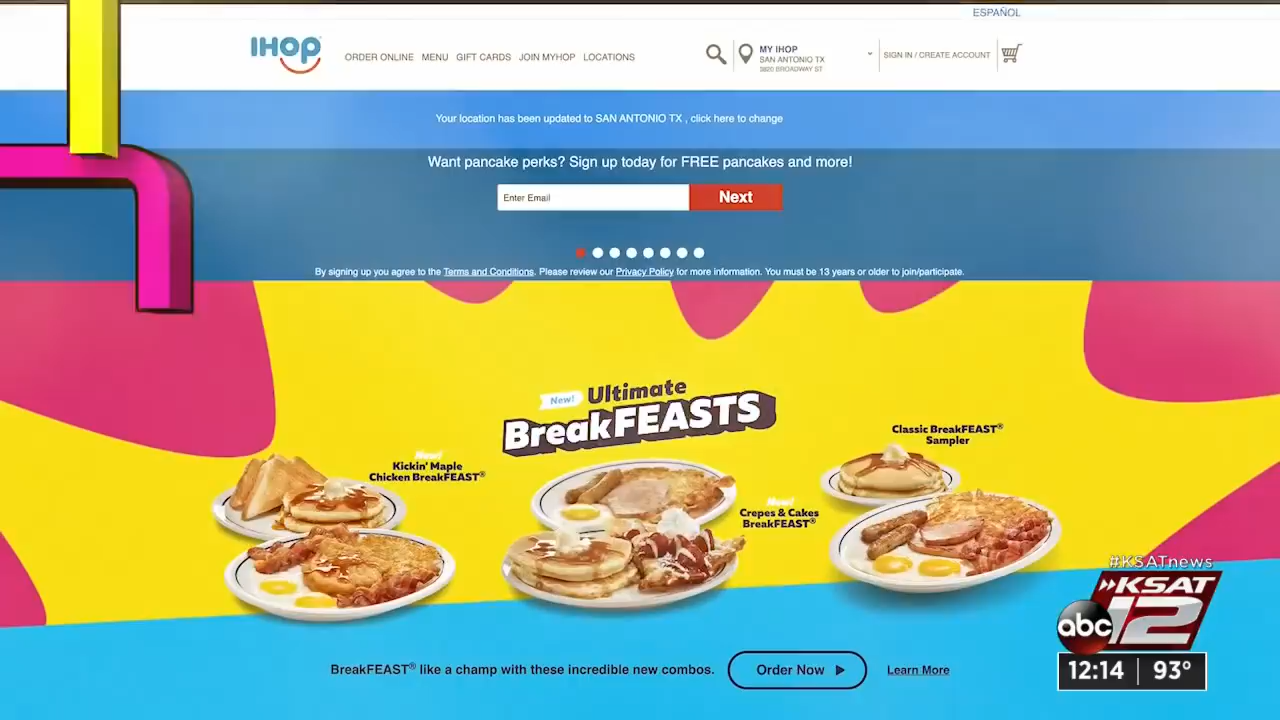 ESPAÑOL
IHOP
ORDER ONLINE MENU GIFT CARDS JOIN MYHOP LOCATIONS
MY IHOP
SAN ANTONIO TX
3820 BROADWAY ST
SIGN IN / CREATE ACCOUNT
Your location has been updated to SAN ANTONIO TX , click here to change
Want pancake perks? Sign up today for FREE pancakes and more!
Enter Email
Next
By signing up you agree to the Terms and Conditions. Please review our Privacy Policy for more information. You must be 13 years or older to join/participate.
New! Ultimate
BreakFEASTS
New!
Kickin' Maple
Chicken BreakFEAST®
New!
Crepes & Cakes
BreakFEAST®
Classic BreakFEAST®
Sampler
BreakFEAST® like a champ with these incredible new combos.
Order Now
Learn More
#KSATnews
KSAT
abc 12
12:14 93°